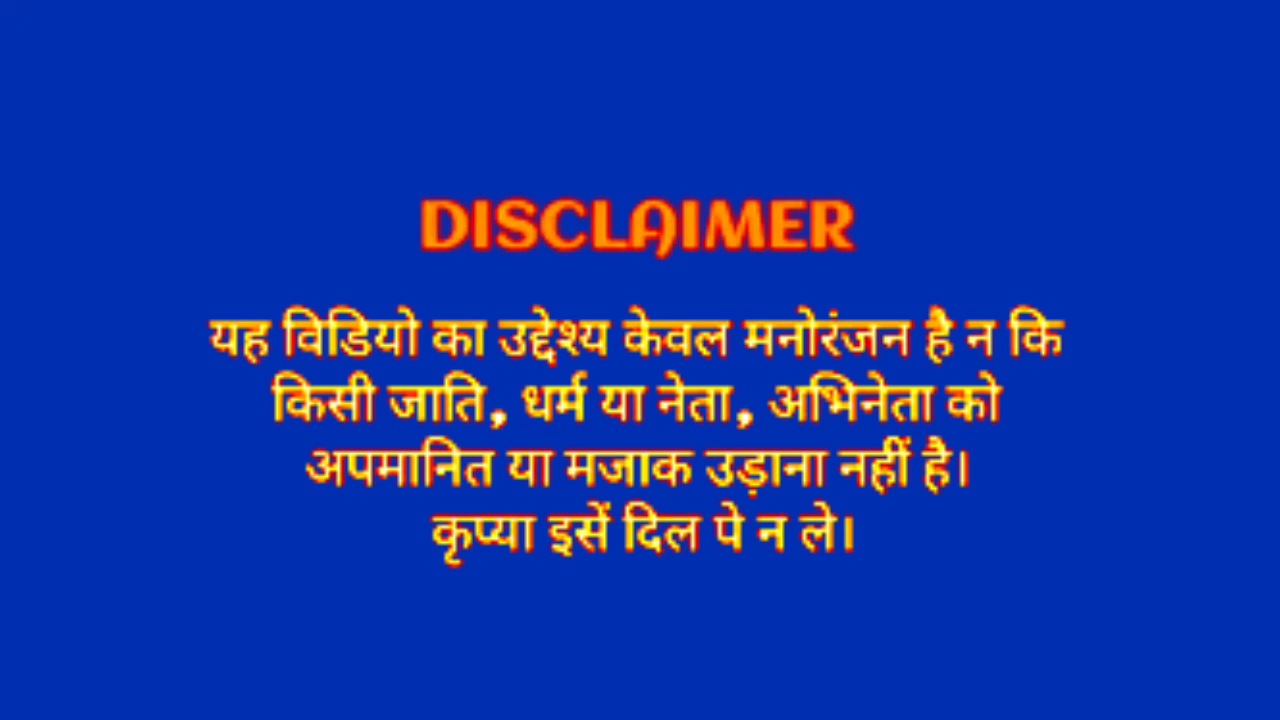 DISCLAIMER
यह विडियो का उद्देश्य केवल मनोरंजन है न कि
किसी जाति, धर्म या नेता, अभिनेता को
अपमानित या मजाक उड़ाना नहीं है।
कृप्या इसें दिल पे न ले।